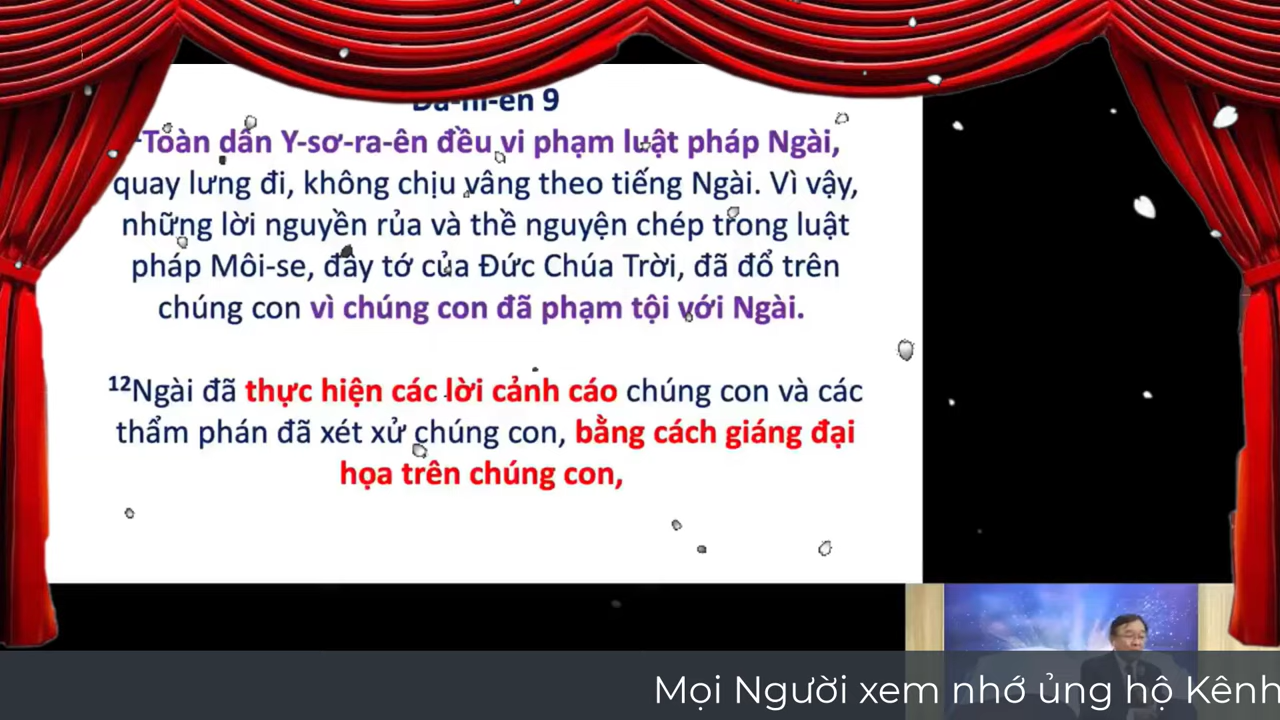 Đa-ni-ên 9
Toàn dân Y-sơ-ra-ên đều vi phạm luật pháp Ngài,
quay lưng đi, không chịu vâng theo tiếng Ngài. Vì vậy,
những lời nguyền rủa và thề nguyện chép trong luật
pháp Môi-se, đầy tớ của Đức Chúa Trời, đã đổ trên
chúng con vì chúng con đã phạm tội với Ngài.
12Ngài đã thực hiện các lời cảnh cáo chúng con và các
thẩm phán đã xét xử chúng con, bằng cách giáng đại
họa trên chúng con,
Mọi Người xem nhớ ủng hộ Kênh